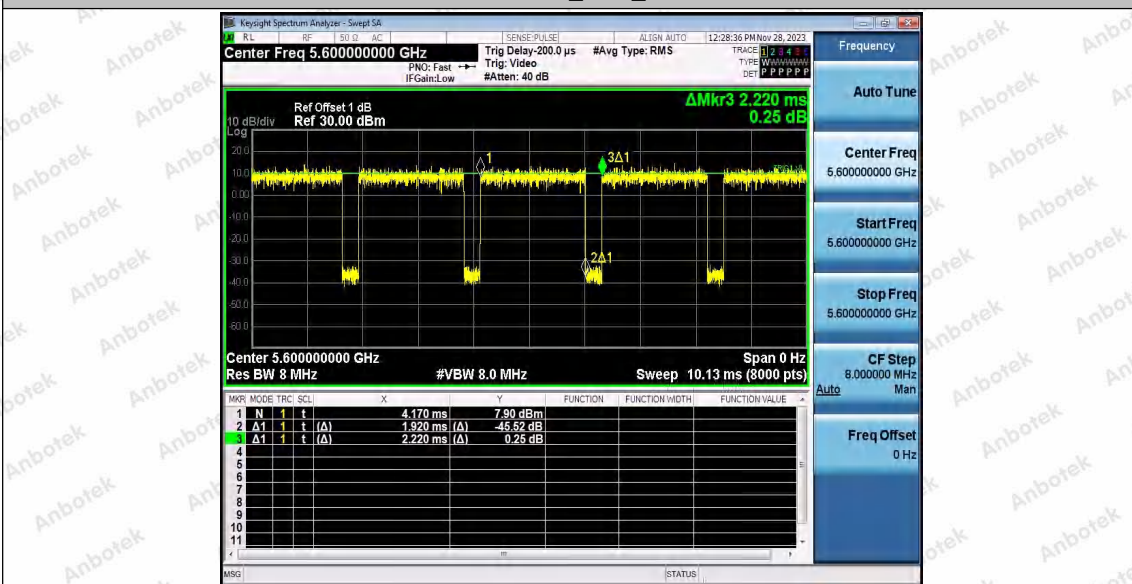 Keysight Spectrum Analyzer - Swept SA
RL RF 50 Ω AC SENSE:PULSE ALIGN AUTO 12:28:36 PM Nov 28, 2023
Center Freq 5.600000000 GHz
PNO: Fast
IFGain:Low
Trig Delay-200.0 µs
Trig: Video
#Atten: 40 dB
#Avg Type: RMS
TRACE 1 2 3 4 5 6
TYPE WWWWWW
DET P P P P P P
ΔMkr3 2.220 ms
0.25 dB
Ref Offset 1 dB
10 dB/div Ref 30.00 dBm
Log
20.0
10.0
0.00
-10.0
-20.0
-30.0
-40.0
-50.0
-60.0
1
3Δ1
2Δ1
Center 5.600000000 GHz Span 0 Hz
Res BW 8 MHz #VBW 8.0 MHz Sweep 10.13 ms (8000 pts)
MKR MODE TRC SCL X Y FUNCTION FUNCTION WIDTH FUNCTION VALUE
1 N 1 t 4.170 ms 7.90 dBm
2 Δ1 1 t (Δ) 1.920 ms (Δ) -45.52 dB
3 Δ1 1 t (Δ) 2.220 ms (Δ) 0.25 dB
4
5
6
7
8
9
10
11
MSG STATUS
Frequency
Auto Tune
Center Freq
5.600000000 GHz
Start Freq
5.600000000 GHz
Stop Freq
5.600000000 GHz
CF Step
8.000000 MHz
Auto Man
Freq Offset
0 Hz
Anbotek